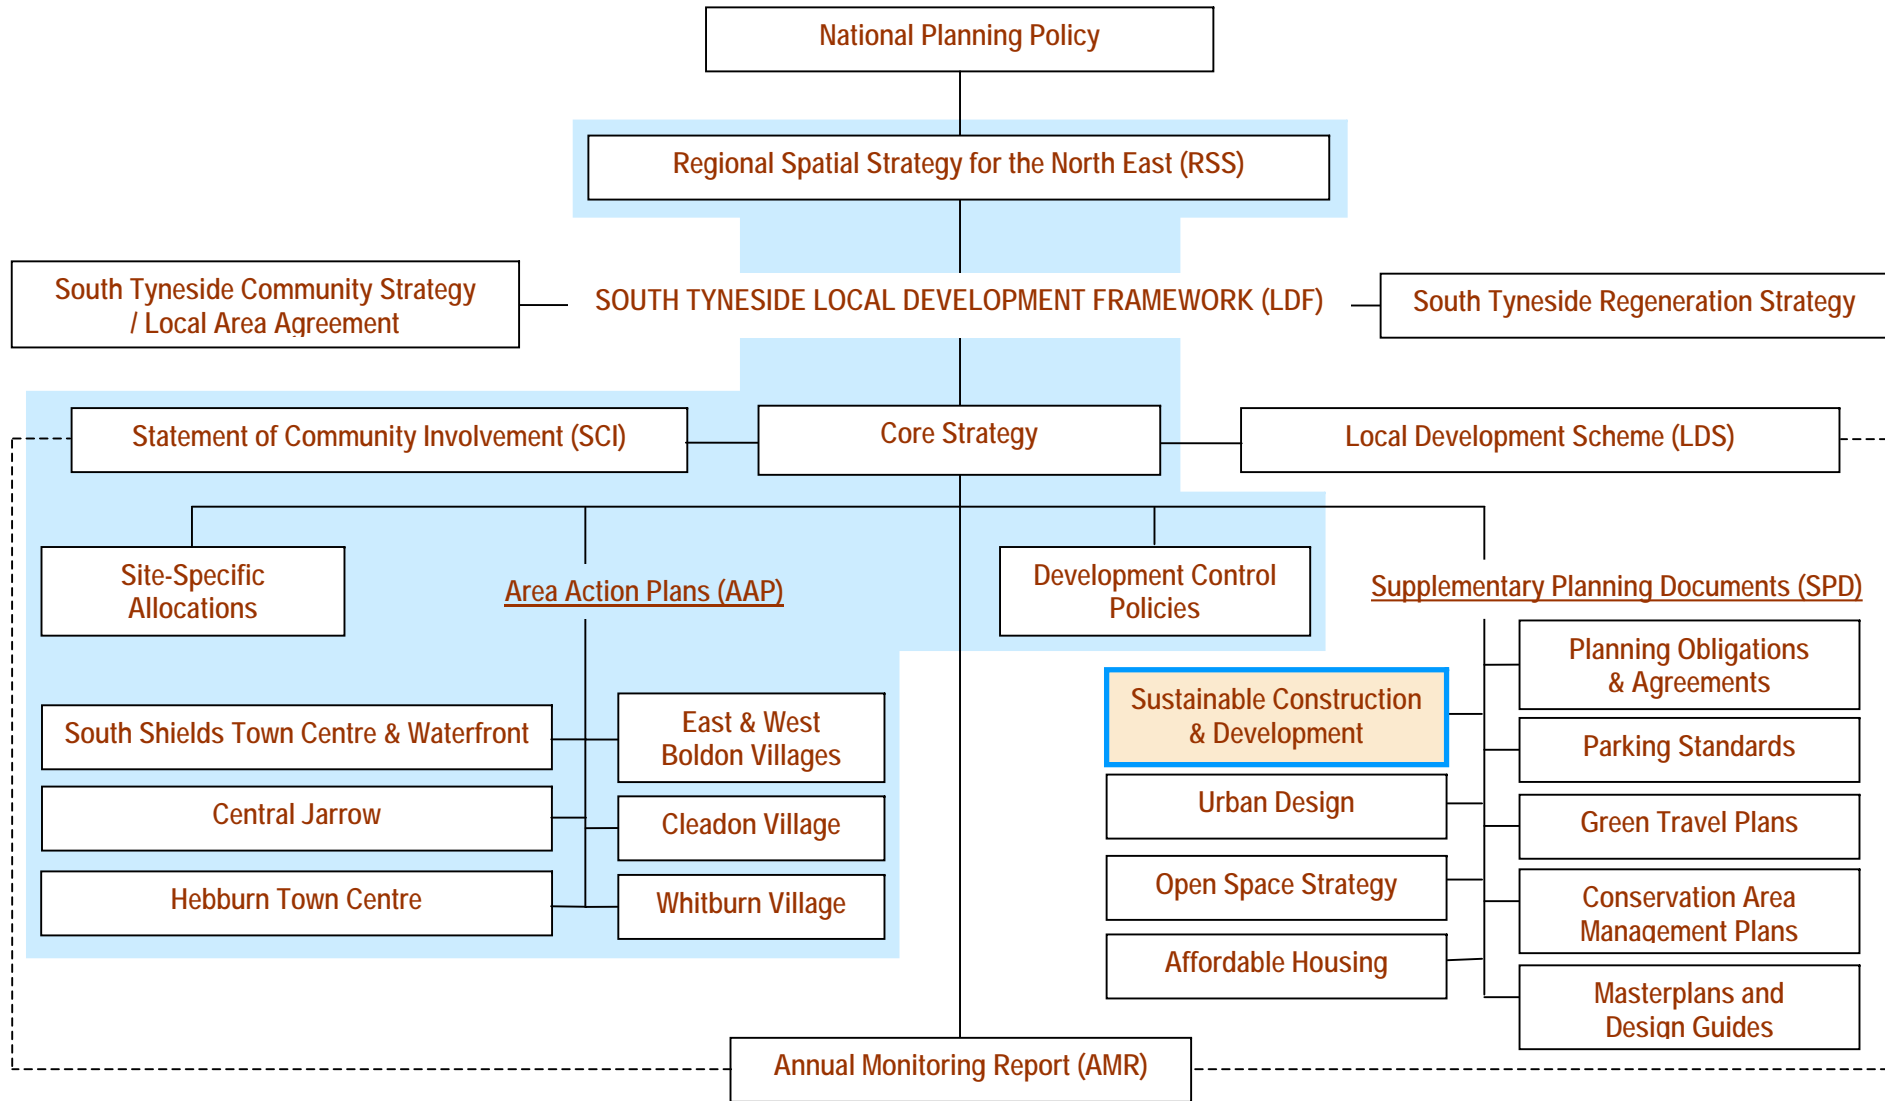 National Planning Policy
Regional Spatial Strategy for the North East (RSS)
South Tyneside Community Strategy
/ Local Area Agreement
SOUTH TYNESIDE LOCAL DEVELOPMENT FRAMEWORK (LDF)
South Tyneside Regeneration Strategy
Statement of Community Involvement (SCI)
Core Strategy
Local Development Scheme (LDS)
Site-Specific
Allocations
Area Action Plans (AAP)
Development Control
Policies
Supplementary Planning Documents (SPD)
South Shields Town Centre & Waterfront
East & West
Boldon Villages
Central Jarrow
Cleadon Village
Hebburn Town Centre
Whitburn Village
Sustainable Construction
& Development
Planning Obligations
& Agreements
Parking Standards
Urban Design
Green Travel Plans
Open Space Strategy
Conservation Area
Management Plans
Affordable Housing
Masterplans and
Design Guides
Annual Monitoring Report (AMR)